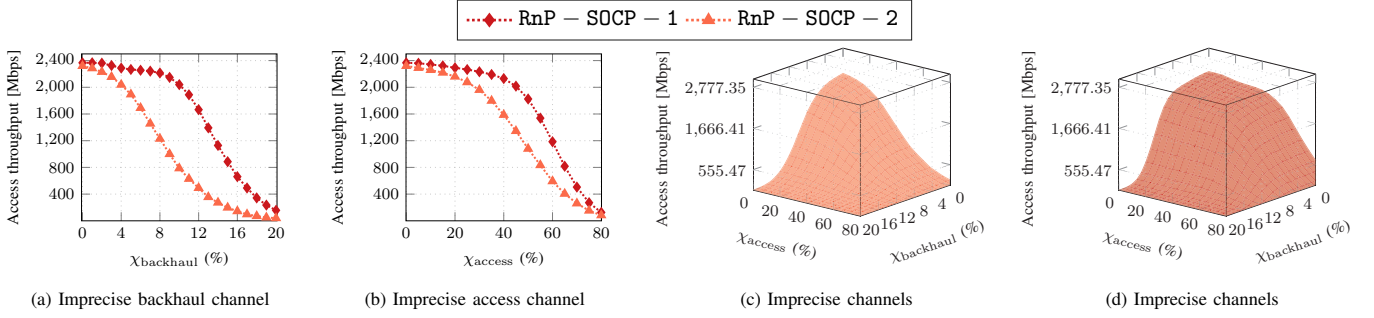 RnP − SOCP − 1 RnP − SOCP − 2
Access throughput [Mbps]
2,400
2,000
1,600
1,200
800
400
0 4 8 12 16 20
χbackhaul (%)
(a) Imprecise backhaul channel
Access throughput [Mbps]
2,400
2,000
1,600
1,200
800
400
0 20 40 60 80
χaccess (%)
(b) Imprecise access channel
Access throughput [Mbps]
2,777.35
1,666.41
555.47
0 20 40 60 80
χaccess (%)
20 16 12 8 4 0
χbackhaul (%)
(c) Imprecise channels
Access throughput [Mbps]
2,777.35
1,666.41
555.47
0 20 40 60 80
χaccess (%)
20 16 12 8 4 0
χbackhaul (%)
(d) Imprecise channels